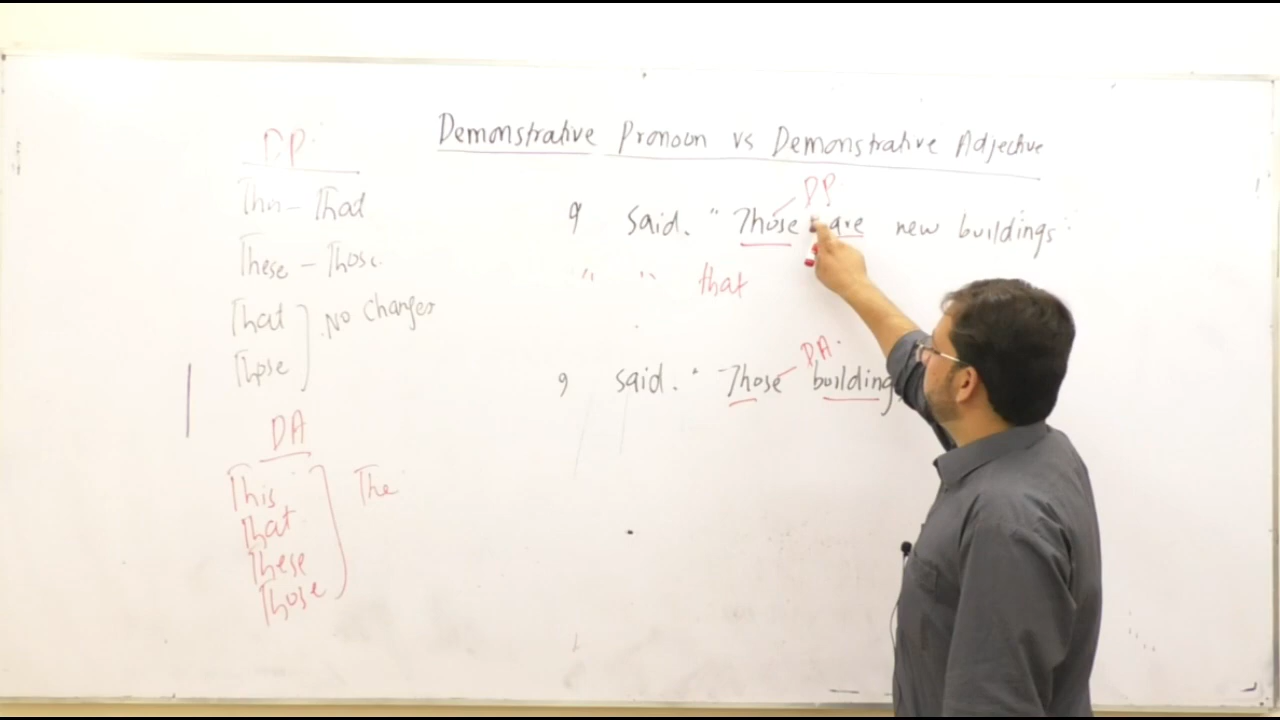 Demonstrative Pronoun vs Demonstrative Adjective
DP
This - That
These - Those
That
Those
No Changes
DA
This
That
These
Those
The
DP
I said. "Those are new buildings"
" " that
DA
I said. "Those building